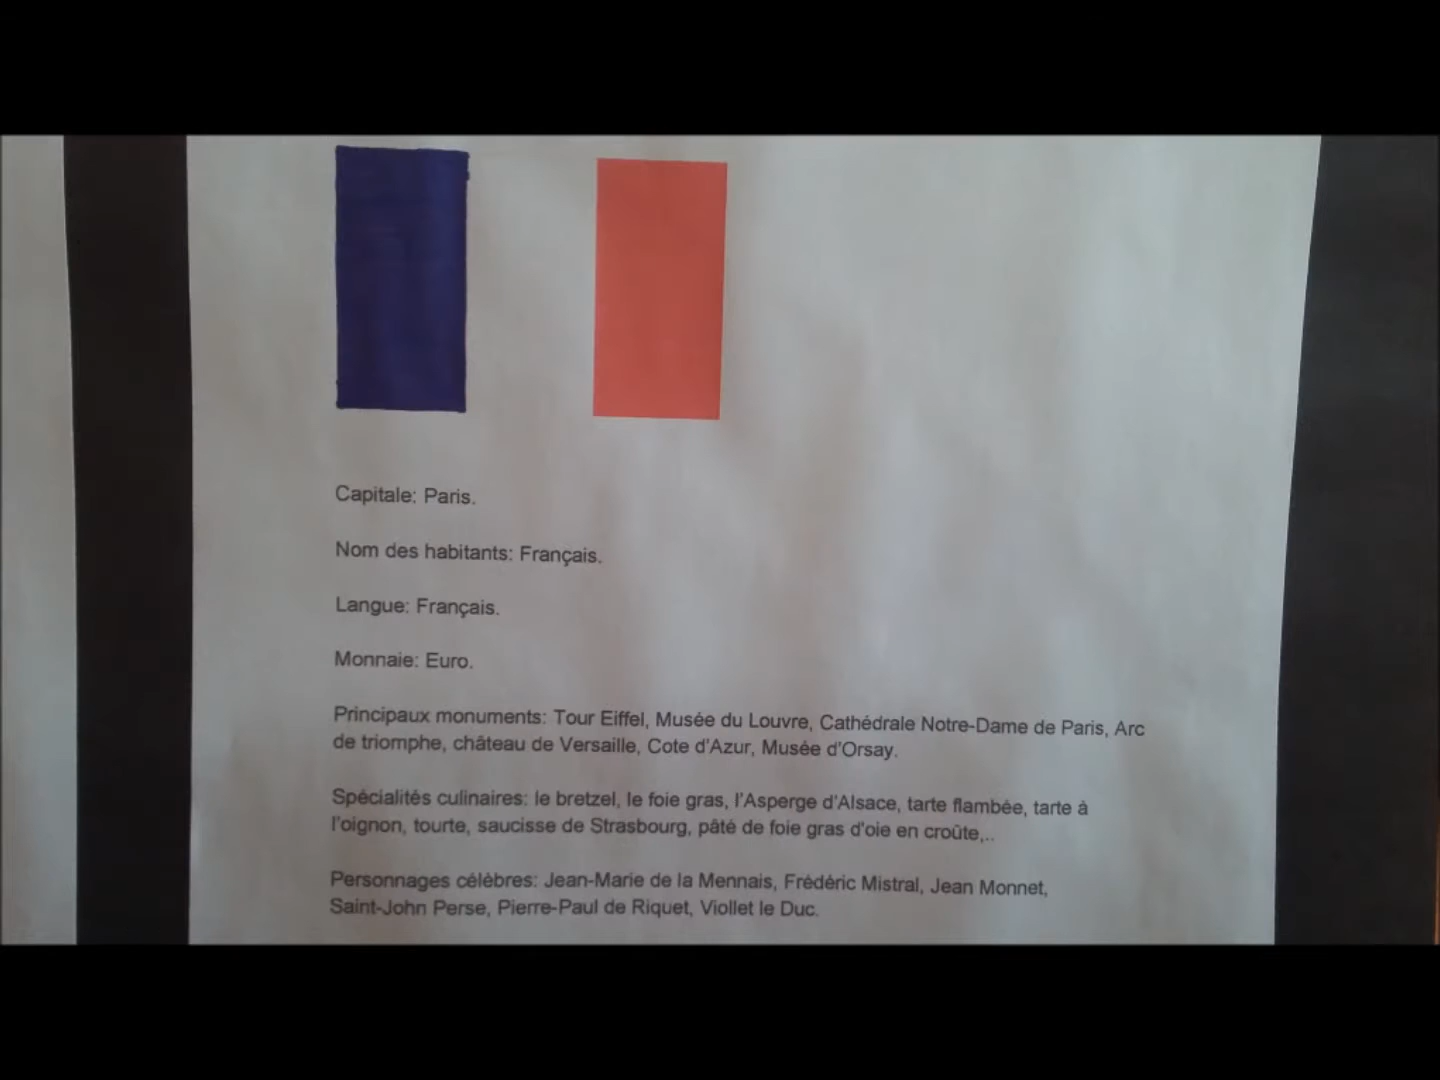 Capitale: Paris.
Nom des habitants: Français.
Langue: Français.
Monnaie: Euro.
Principaux monuments: Tour Eiffel, Musée du Louvre, Cathédrale Notre-Dame de Paris, Arc
de triomphe, château de Versaille, Cote d'Azur, Musée d'Orsay.
Spécialités culinaires: le bretzel, le foie gras, l'Asperge d'Alsace, tarte flambée, tarte à
l'oignon, tourte, saucisse de Strasbourg, pâté de foie gras d'oie en croûte,..
Personnages célèbres: Jean-Marie de la Mennais, Frédéric Mistral, Jean Monnet,
Saint-John Perse, Pierre-Paul de Riquet, Viollet le Duc.